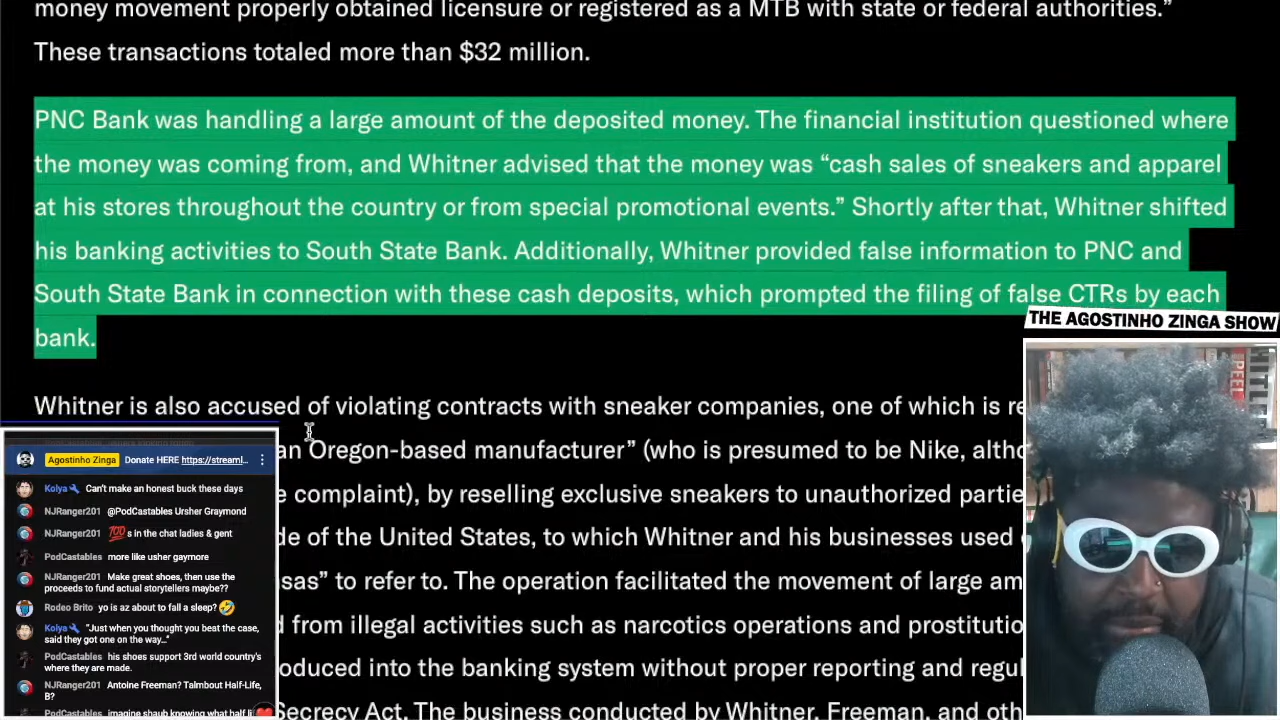 money movement properly obtained licensure or registered as a MTB with state or federal authorities.”
These transactions totaled more than $32 million.
PNC Bank was handling a large amount of the deposited money. The financial institution questioned where
the money was coming from, and Whitner advised that the money was “cash sales of sneakers and apparel
at his stores throughout the country or from special promotional events.” Shortly after that, Whitner shifted
his banking activities to South State Bank. Additionally, Whitner provided false information to PNC and
South State Bank in connection with these cash deposits, which prompted the filing of false CTRs by each
bank.
THE AGOSTINHO ZINGA SHOW
Whitner is also accused of violating contracts with sneaker companies, one of which is
an Oregon-based manufacturer” (who is presumed to be Nike,
complaint), by reselling exclusive sneakers to unauthorized
of the United States, to which Whitner and his businesses used
to refer to. The operation facilitated the movement of large
from illegal activities such as narcotics operations and
into the banking system without proper reporting and
Secrecy Act. The business conducted by Whitner, Freeman, and
Agostinho Zinga Donate HERE https://streaml...
Kolya Can't make an honest buck these days
NJRanger201 @PodCastables Ursher Graymond
NJRanger201 💯 s in the chat ladies & gent
PodCastables more like usher gaymore
NJRanger201 Make great shoes, then use the
proceeds to fund actual storytellers maybe??
Rodeo Brito yo is az about to fall a sleep? 🤣
Kolya "Just when you thought you beat the case,
said they got one on the way..."
PodCastables his shoes support 3rd world country's
where they are made.
NJRanger201 Antoine Freeman? Talmbout Half-Life,
B?
PodCastables imagine shaub knowing what half